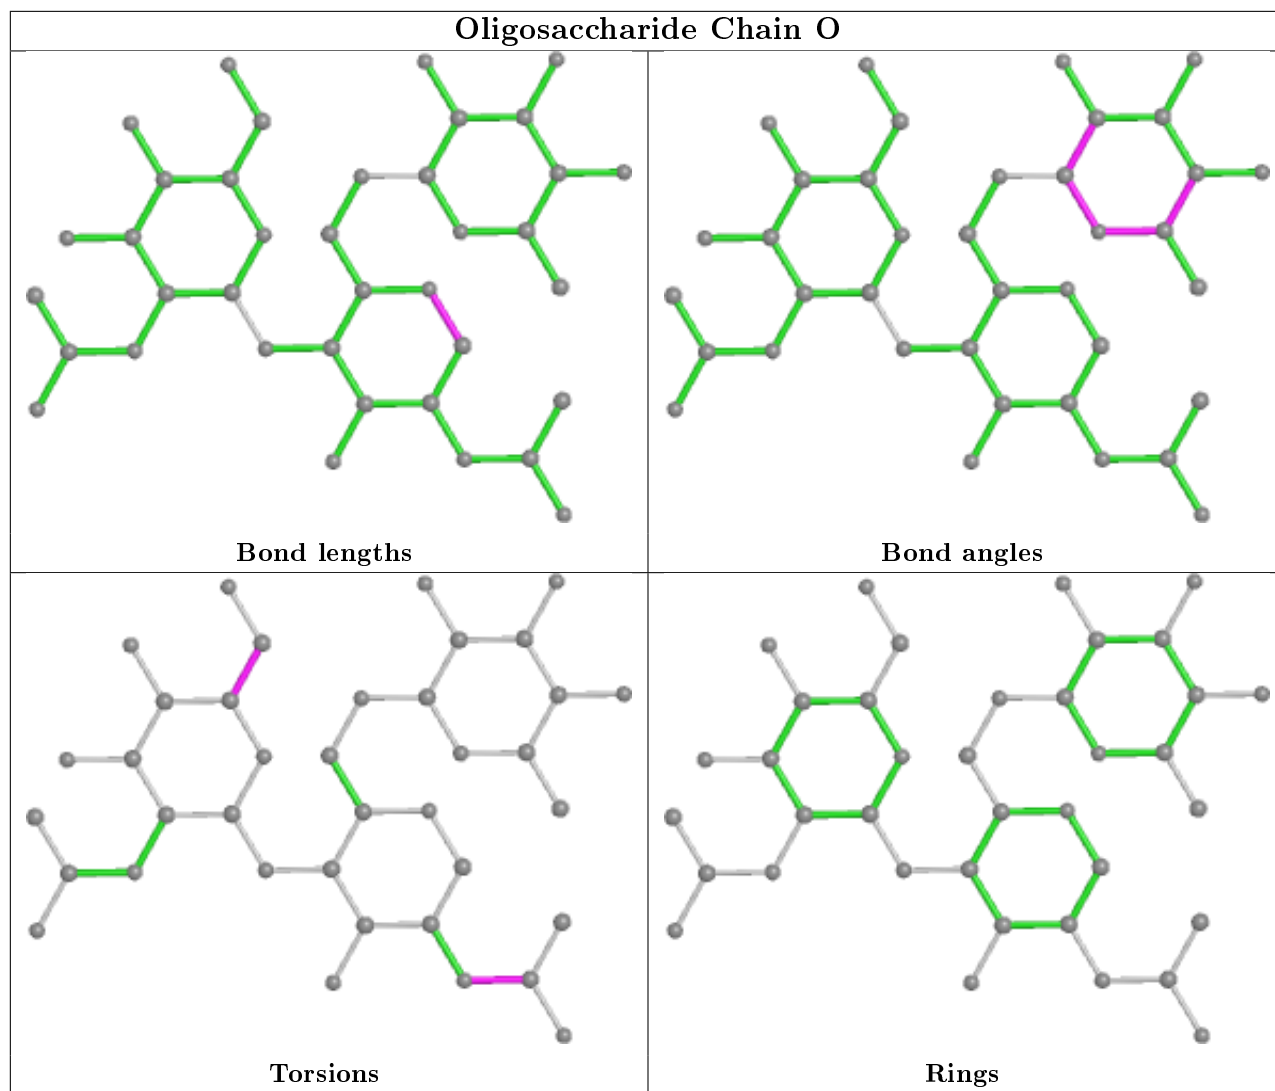 Oligosaccharide Chain O
Bond lengths
Bond angles
Torsions
Rings